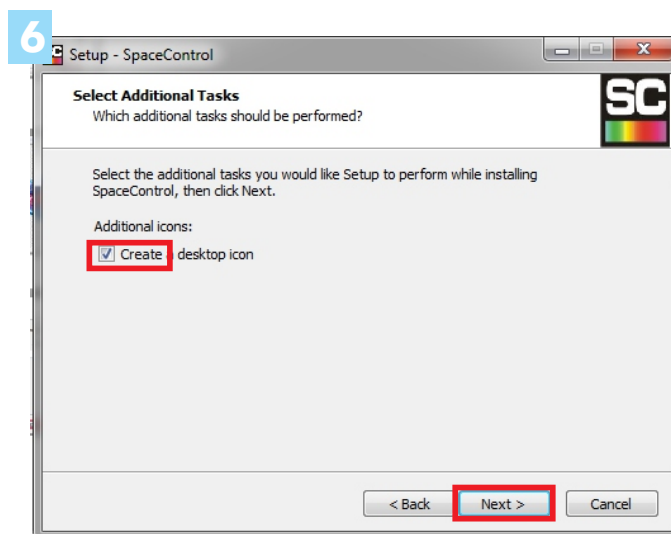 6
SC Setup - SpaceControl
Select Additional Tasks
Which additional tasks should be performed?
SC
Select the additional tasks you would like Setup to perform while installing
SpaceControl, then click Next.
Additional icons:
Create a desktop icon
< Back Next > Cancel